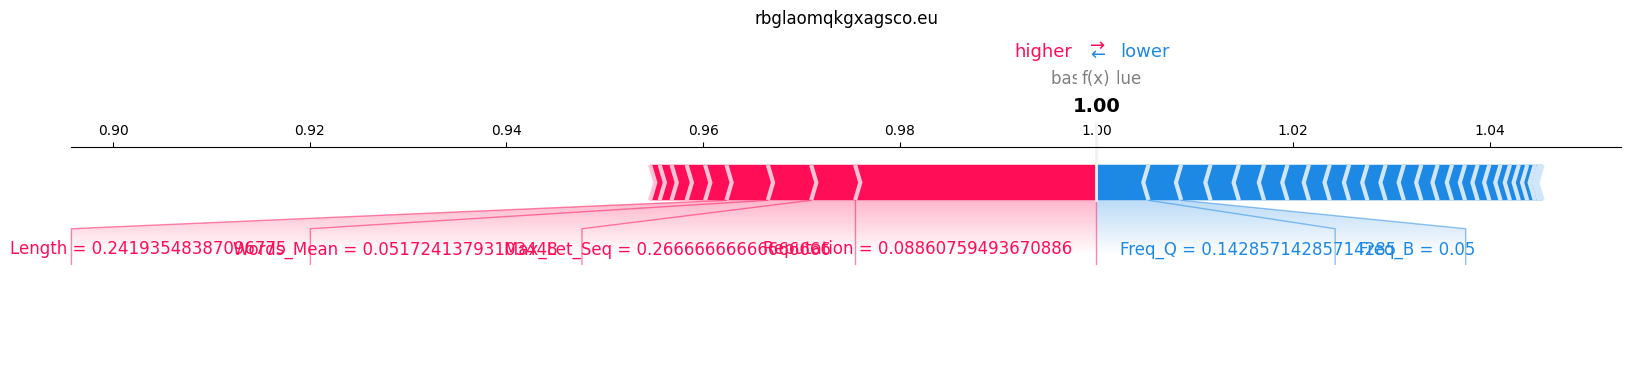 rbglaomqkgxagsco.eu
higher ⇄ lower
bas f(x) lue
1.00
0.90 0.92 0.94 0.96 0.98 1.00 1.02 1.04
Length = 0.24193548387096775 Words_Mean = 0.05172413793103448 Max_Let_Seq = 0.26666666666666666 Reputation = 0.08860759493670886 Freq_Q = 0.14285714285714285 Freq_B = 0.05